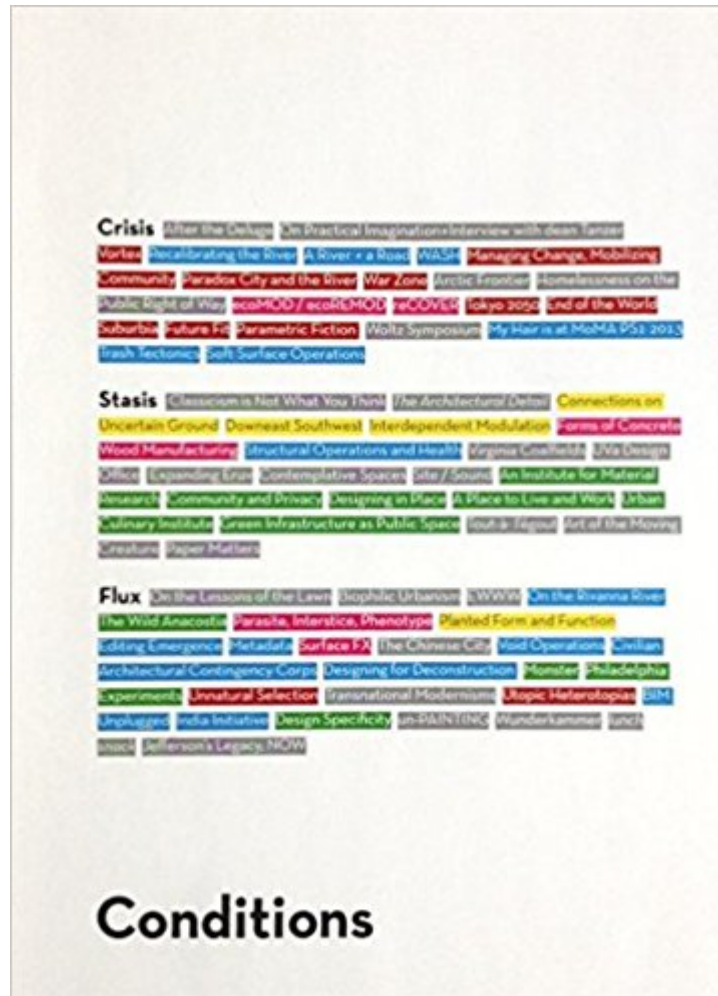 Crisis After the Deluge On Practical Imagination+Interview with dean Tanzer
Vortex Recalibrating the River A River × a Road WASH Managing Change, Mobilizing
Community Paradox City and the River War Zone Arctic Frontier Homelessness on the
Public Right of Way ecoMOD / ecoREMOD reCOVER Tokyo 2050 End of the World
Suburbia Future Fit Parametric Fiction Woltz Symposium My Hair is at MoMA PS1 2013
Trash Tectonics Soft Surface Operations
Stasis Classicism is Not What You Think The Architectural Detail Connections on
Uncertain Ground Downeast Southwest Interdependent Modulation Forms of Concrete
Wood Manufacturing Structural Operations and Health Virginia Coalfields UVa Design
Office Expanding Contemplative Spaces Site / Sound An Institute for Material
Research Community and Privacy Designing in Place A Place to Live and Work Urban
Culinary Institute Green Infrastructure as Public Space Tout-à-l'égout Art of the Moving
Creature Paper Matters
Flux On the Lessons of the Lawn Biophilic Urbanism LWWW On the Rivanna River
The Wild Anacostia Parasite, Interstice, Phenotype Planted Form and Function
Editing Emergence Metadata Surface FX The Chinese City Void Operations Civilian
Architectural Contingency Corps Designing for Deconstruction Monster Philadelphia
Experiments Unnatural Selection Transnational Modernisms Utopic Heterotopias BIM
Unplugged India Initiative Design Specificity un-PAINTING Wunderkammer lunch
snack Jefferson's Legacy, NOW
Conditions